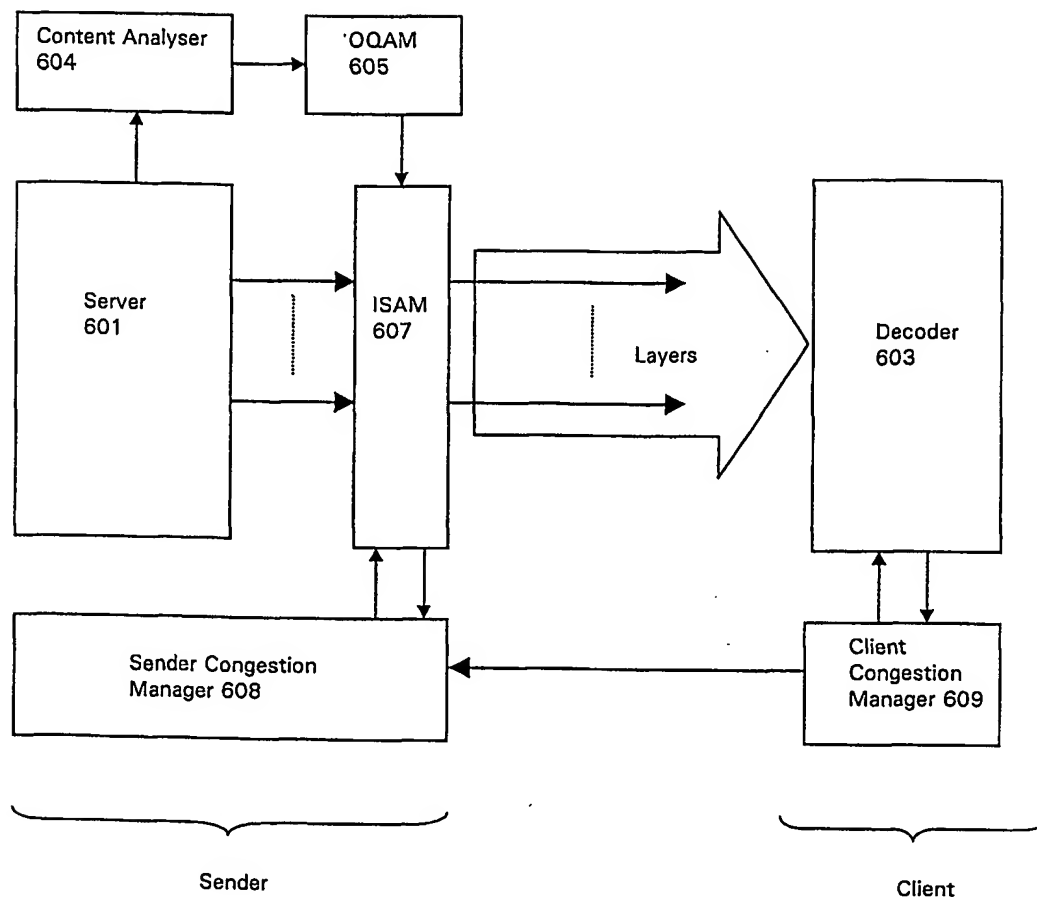 Content Analyser
604
OQAM
605
Server
601
ISAM
607
Layers
Decoder
603
Sender Congestion
Manager 608
Client
Congestion
Manager 609
Sender
Client